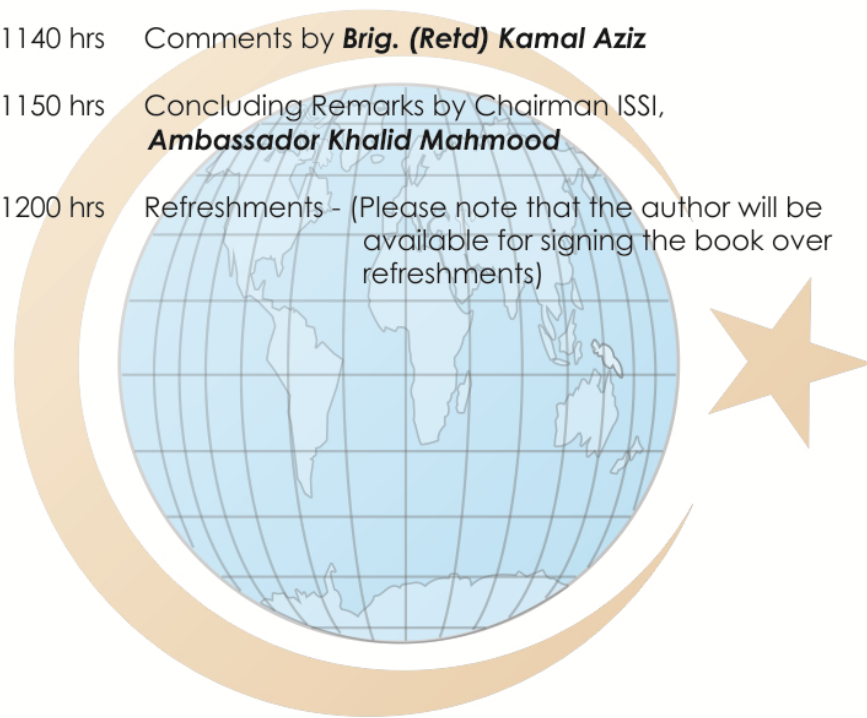 1140 hrs Comments by Brig. (Retd) Kamal Aziz
1150 hrs Concluding Remarks by Chairman ISSI,
Ambassador Khalid Mahmood
1200 hrs Refreshments - (Please note that the author will be
available for signing the book over
refreshments)